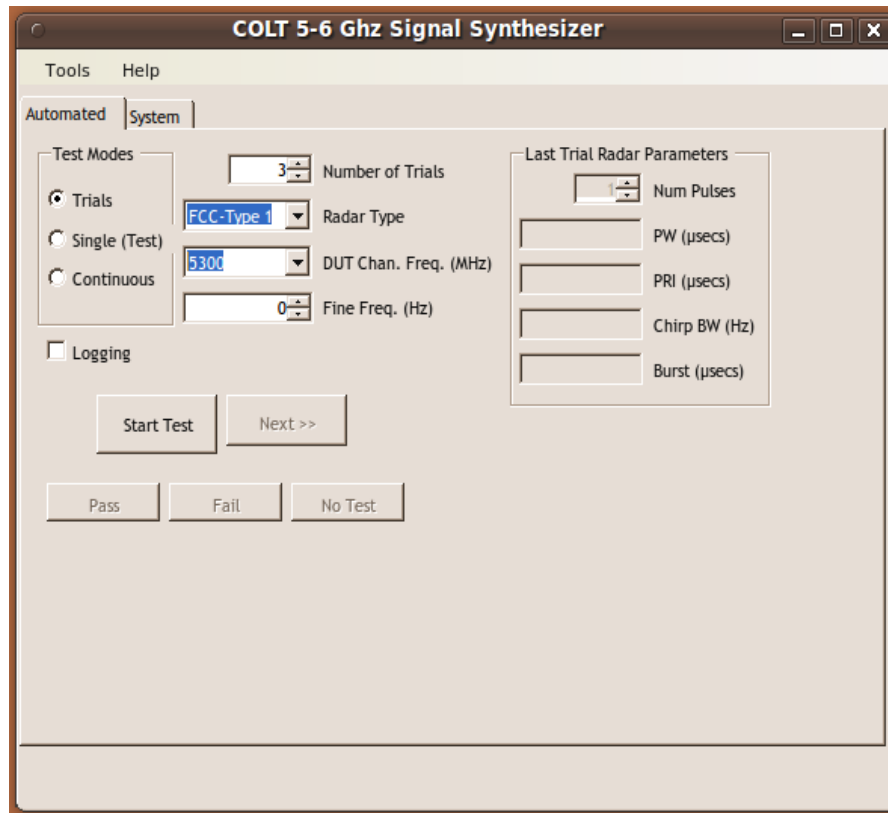 COLT 5-6 Ghz Signal Synthesizer
Tools Help
Automated System
Test Modes
Trials
Single (Test)
Continuous
3 Number of Trials
FCC-Type 1 Radar Type
5300 DUT Chan. Freq. (MHz)
0 Fine Freq. (Hz)
Logging
Start Test Next >>
Pass Fail No Test
Last Trial Radar Parameters
1 Num Pulses
PW (µsecs)
PRI (µsecs)
Chirp BW (Hz)
Burst (µsecs)